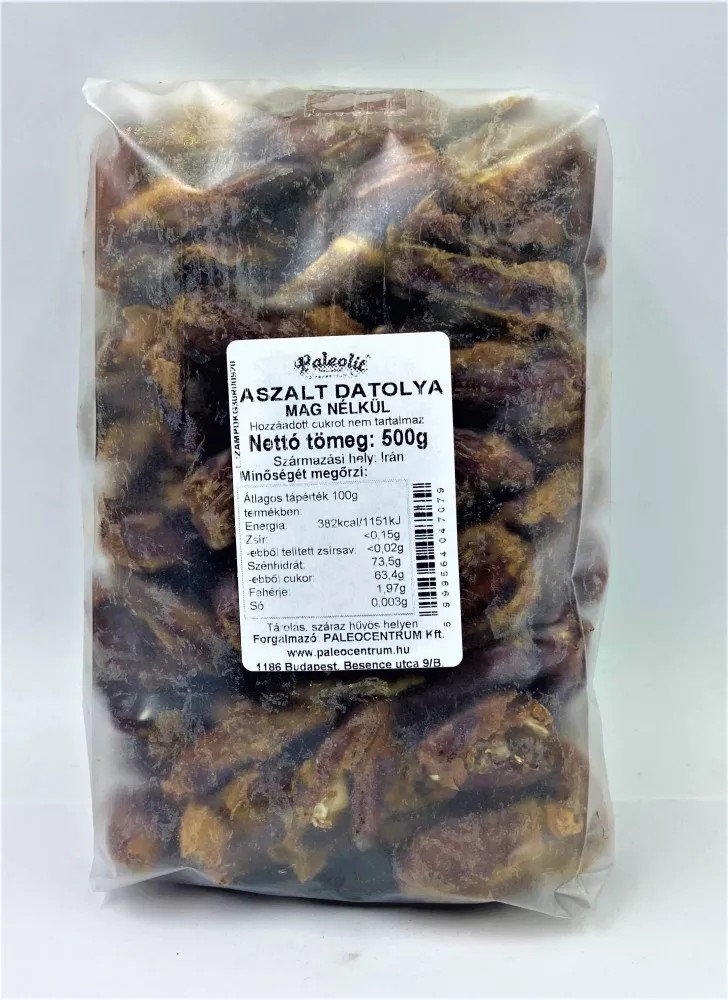 Paleolit
ASZALT DATOLYA
MAG NÉLKÜL
Hozzáadott cukrot nem tartalmaz
Nettó tömeg: 500g
Származási hely: Irán
Minőségét megőrzi:
Átlagos tápérték 100g
termékben:
Energia: 382kcal/1151kJ
Zsír: <0,15g
-ebből telített zsírsav: <0,02g
Szénhidrát: 73,5g
-ebből cukor: 63,4g
Fehérje: 1,97g
Só 0,003g
5999564047079
Tárolás: száraz hűvös helyen
Forgalmazó: PALEOCENTRUM Kft.
www.paleocentrum.hu
1186 Budapest, Besence utca 9/B.